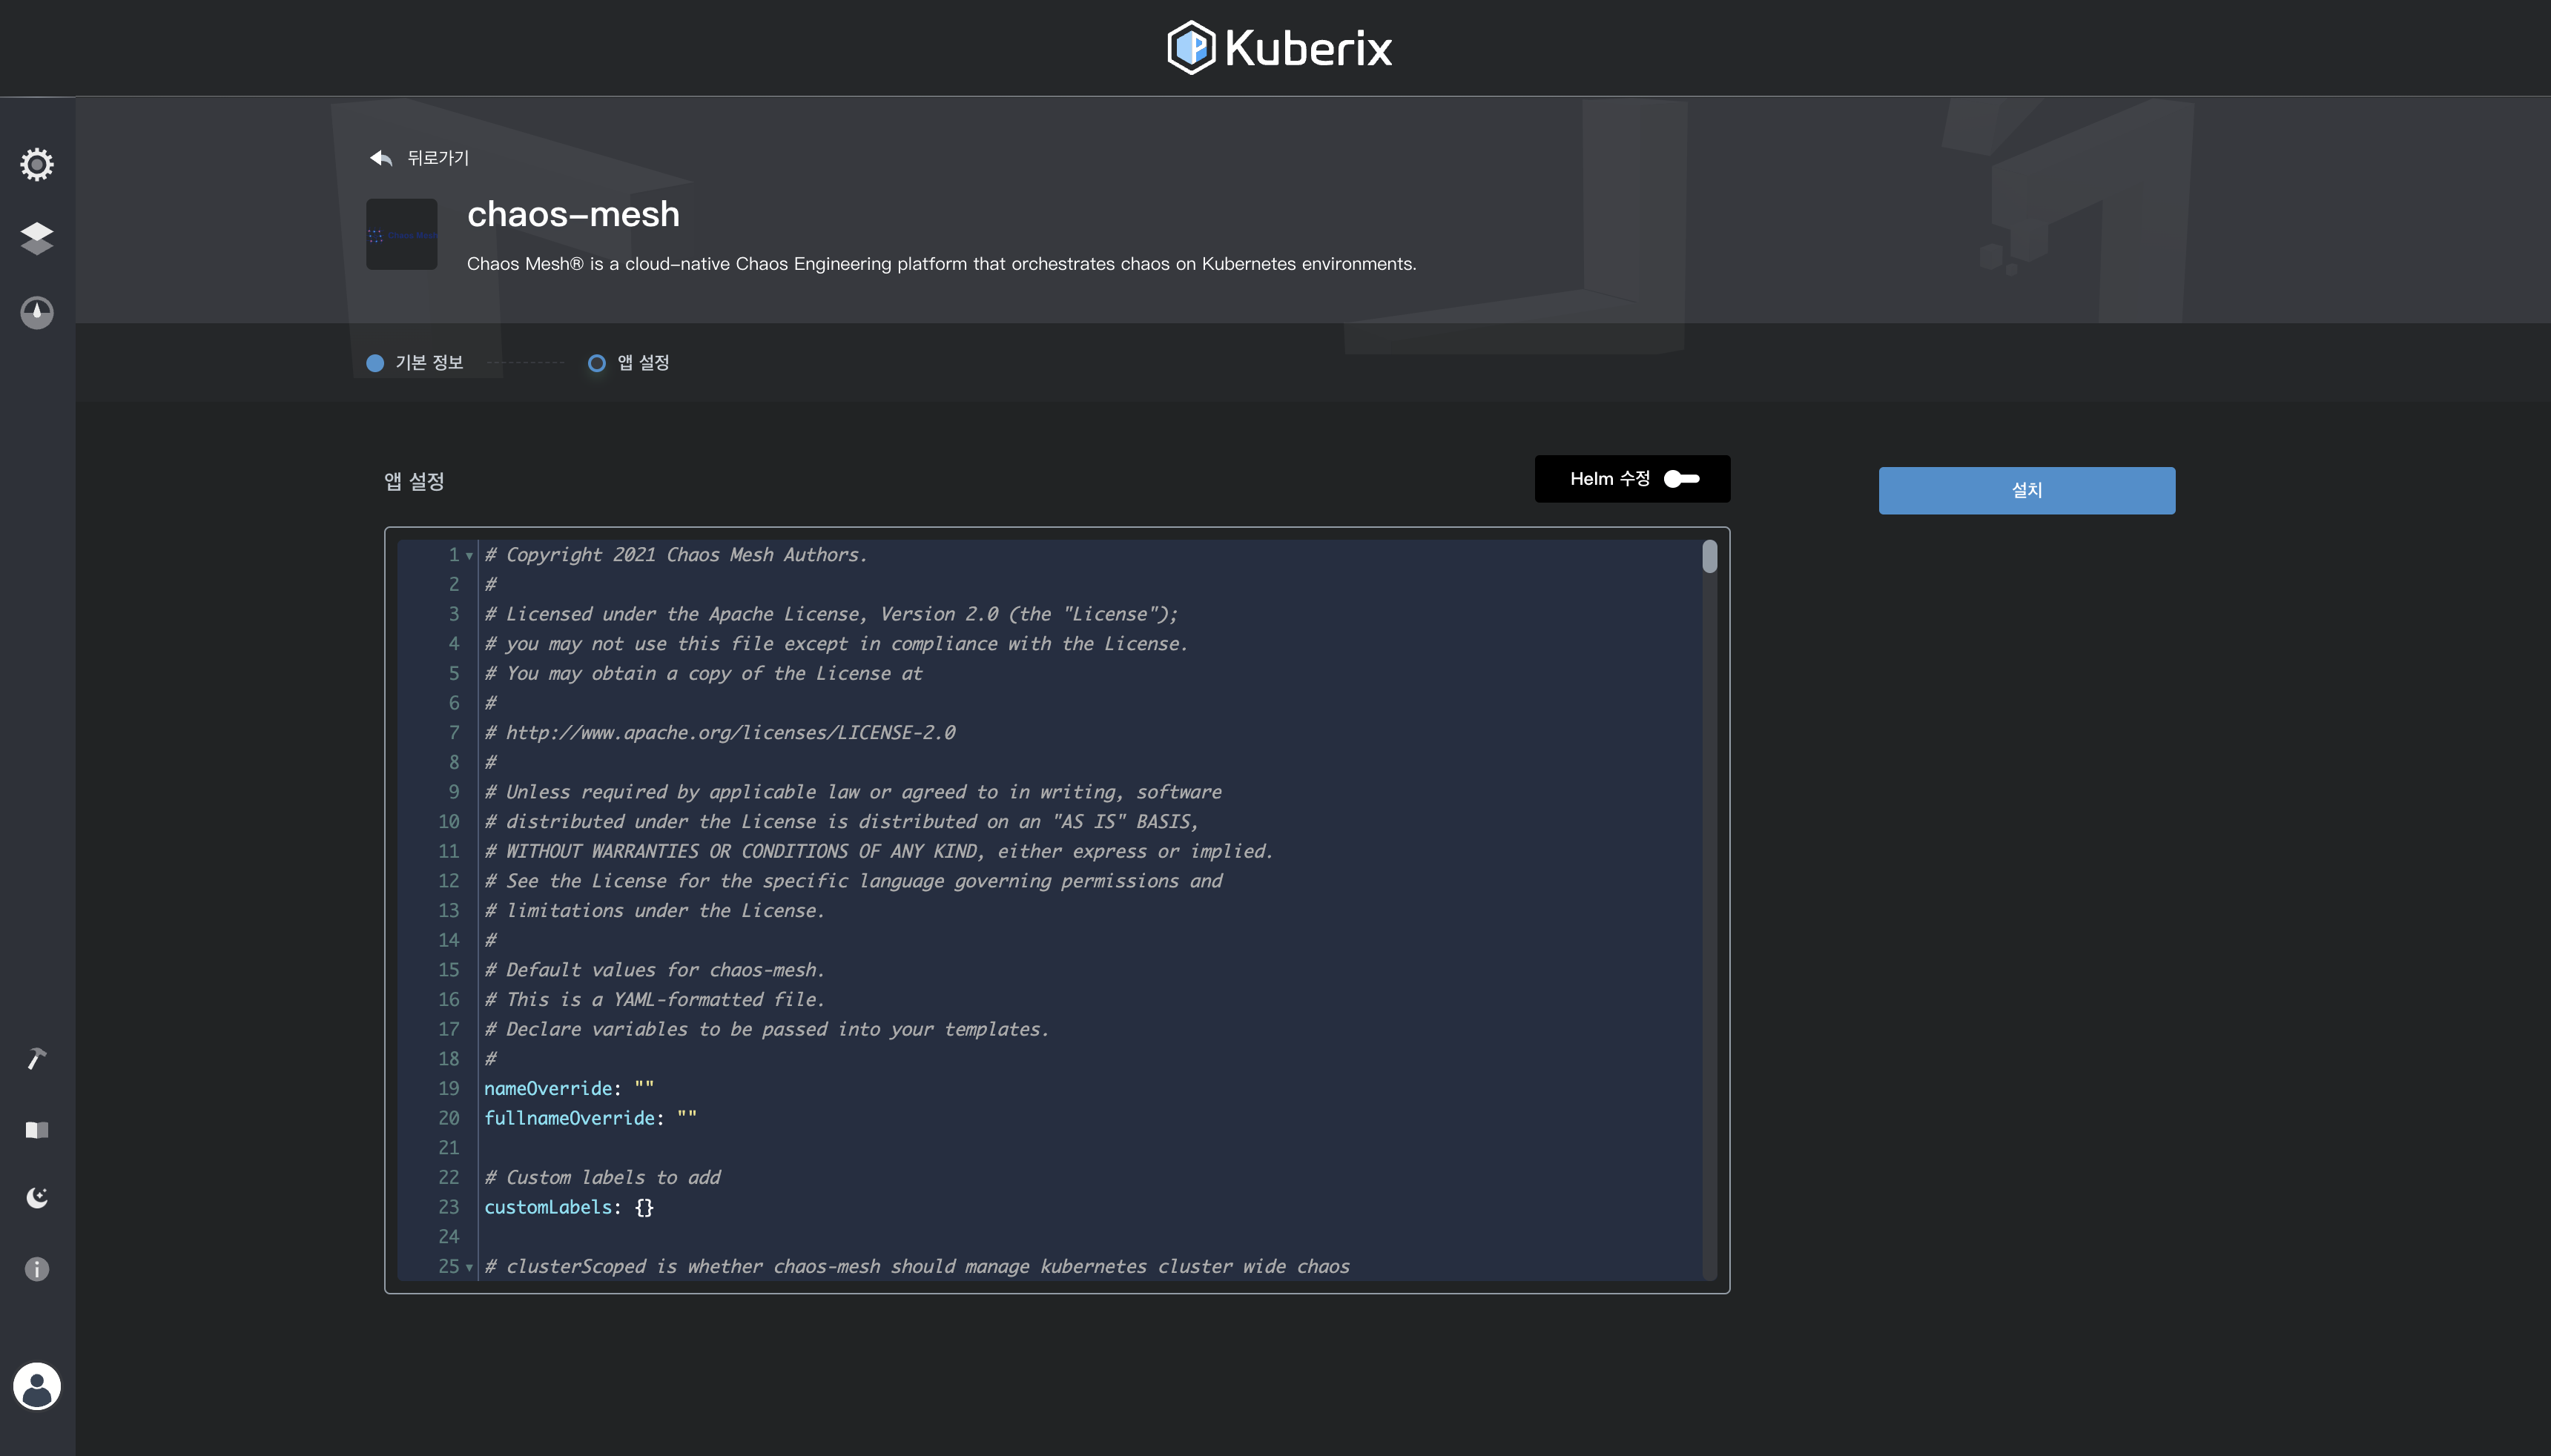 Kuberix
뒤로가기
chaos-mesh
Chaos Mesh
Chaos Mesh® is a cloud-native Chaos Engineering platform that orchestrates chaos on Kubernetes environments.
기본 정보
앱 설정
앱 설정
Helm 수정
설치
1 # Copyright 2021 Chaos Mesh Authors.
2 #
3 # Licensed under the Apache License, Version 2.0 (the "License");
4 # you may not use this file except in compliance with the License.
5 # You may obtain a copy of the License at
6 #
7 # http://www.apache.org/licenses/LICENSE-2.0
8 #
9 # Unless required by applicable law or agreed to in writing, software
10 # distributed under the License is distributed on an "AS IS" BASIS,
11 # WITHOUT WARRANTIES OR CONDITIONS OF ANY KIND, either express or implied.
12 # See the License for the specific language governing permissions and
13 # limitations under the License.
14 #
15 # Default values for chaos-mesh.
16 # This is a YAML-formatted file.
17 # Declare variables to be passed into your templates.
18 #
19 nameOverride: ""
20 fullnameOverride: ""
21
22 # Custom labels to add
23 customLabels: {}
24
25 # clusterScoped is whether chaos-mesh should manage kubernetes cluster wide chaos